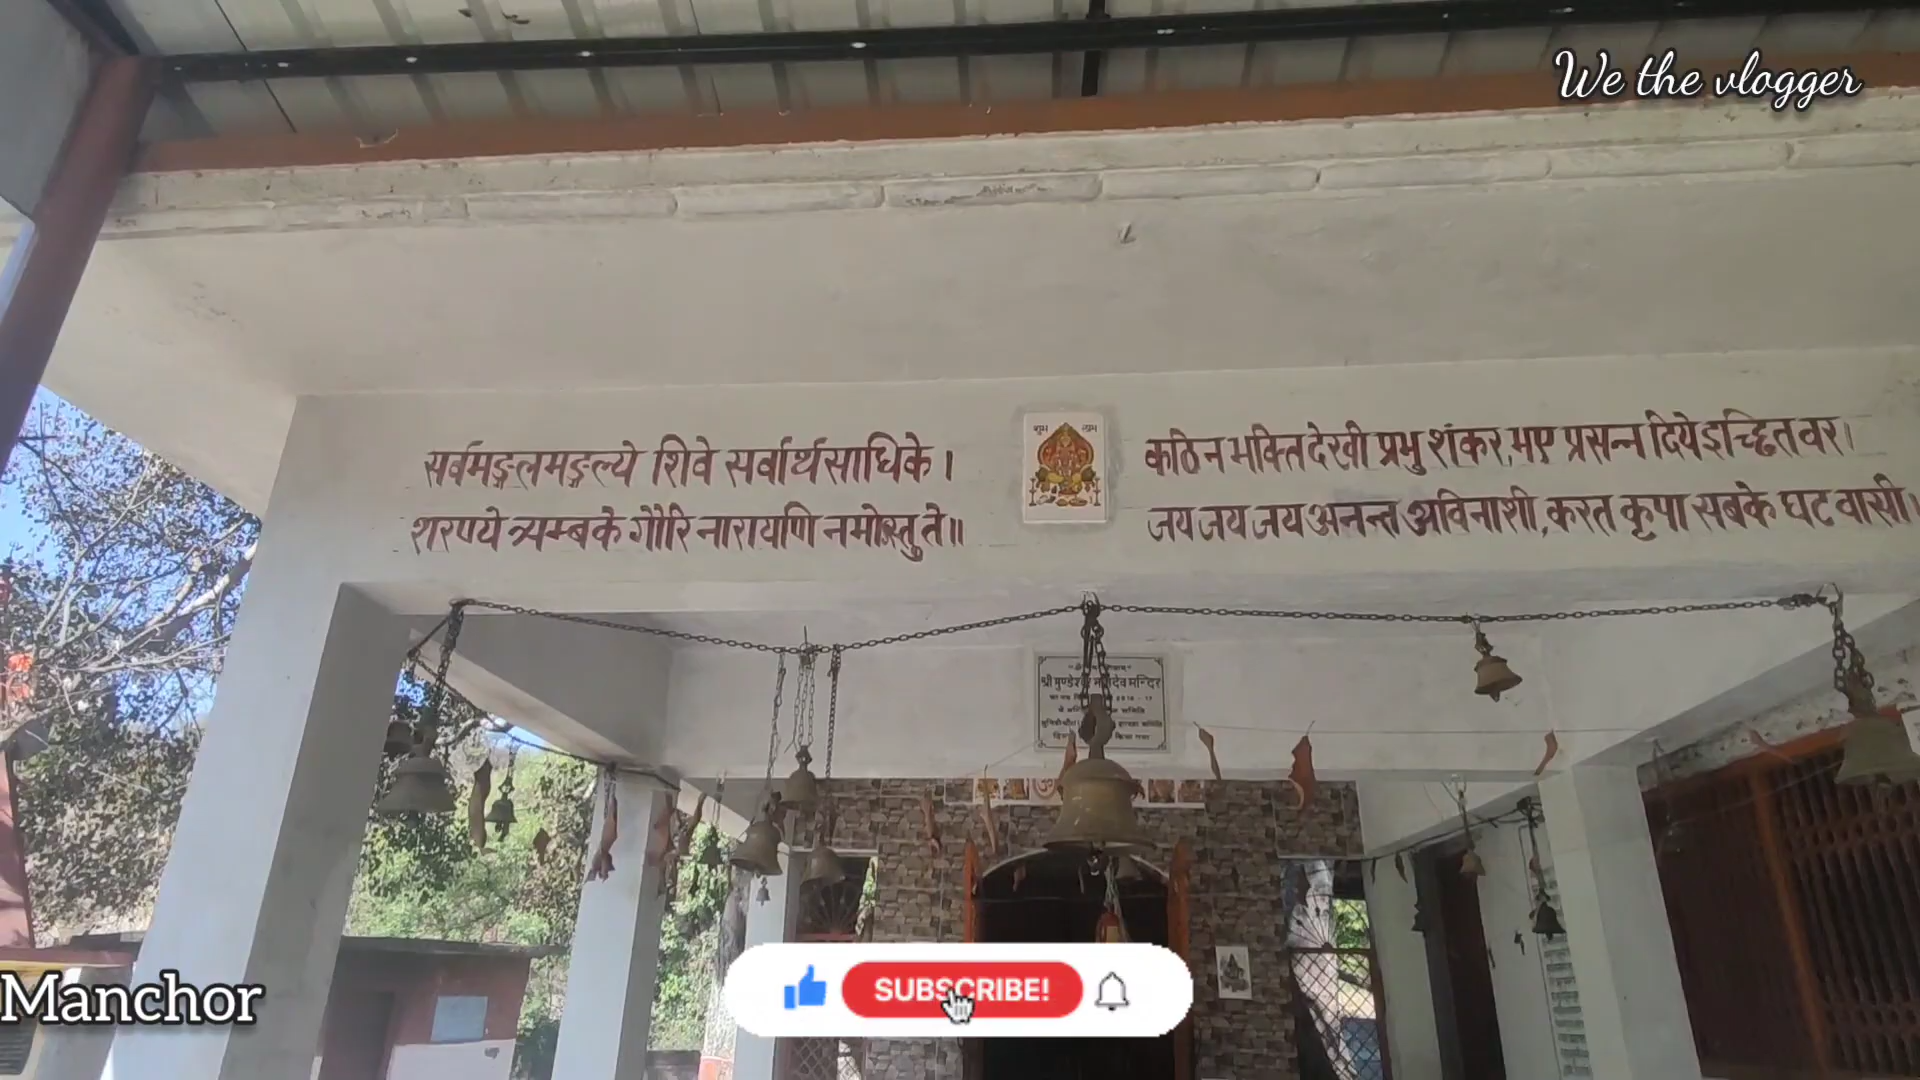 We the vlogger
सर्वमङ्गलमङ्गल्ये शिवे सर्वार्थसाधिके ।
शरण्ये त्र्यम्बके गौरि नारायणि नमोस्तु ते॥
शुभ लाभ
कठिन भक्ति देखी प्रभु शंकर, भए प्रसन्न दिये इच्छित वर।
जय जय जय अनन्त अविनाशी, करत कृपा सबके घट वासी।
मन्दिर
Manchor
SUBSCRIBE!